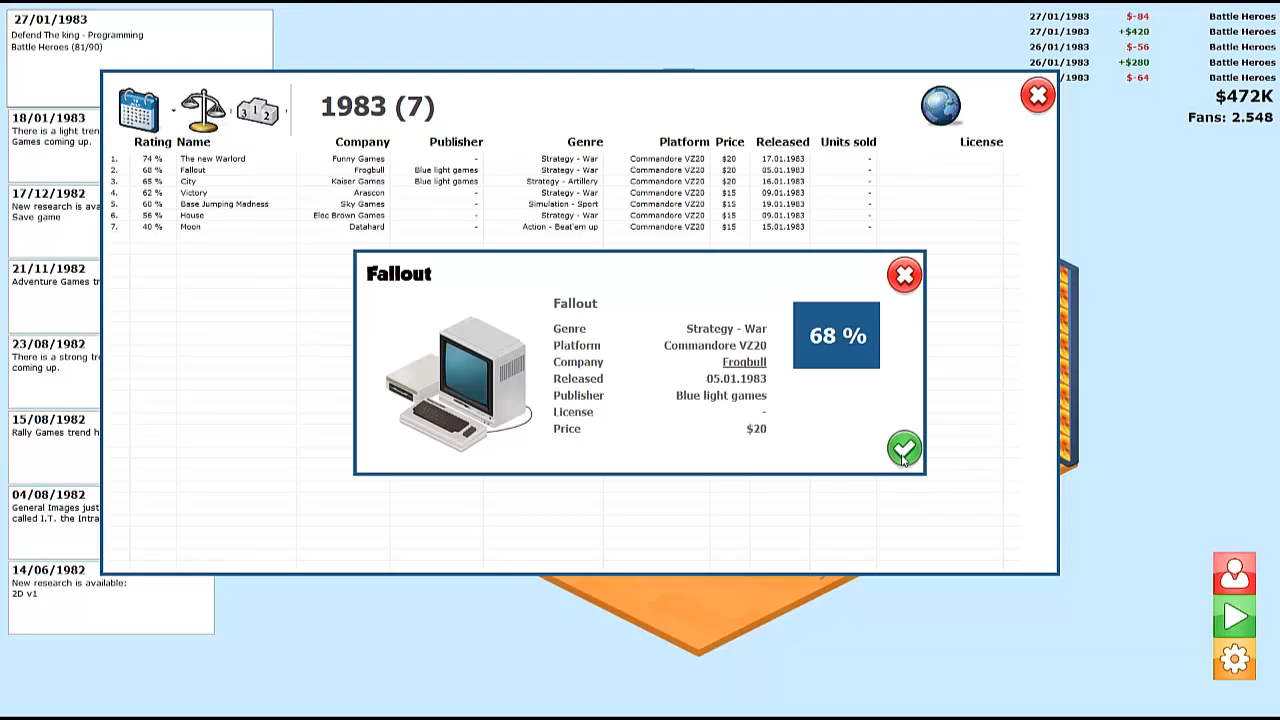 27/01/1983
Defend The king - Programming
Battle Heroes (81/90)
18/01/1983
There is a light tren
Games coming up.
17/12/1982
New research is ava
Save game
21/11/1982
Adventure Games tr
23/08/1982
There is a strong tre
coming up.
15/08/1982
Rally Games trend h
04/08/1982
General Images just
called I.T. the Intra
14/06/1982
New research is available:
2D v1
27/01/1983 $-84 Battle Heroes
27/01/1983 +$420 Battle Heroes
26/01/1983 $-56 Battle Heroes
26/01/1983 +$280 Battle Heroes
/1983 $-64 Battle Heroes
$472K
Fans: 2.548
1983 (7)
Rating Name Company Publisher Genre Platform Price Released Units sold License
1. 74 % The new Warlord Funny Games - Strategy - War Commandore VZ20 $20 17.01.1983 -
2. 68 % Fallout Frogbull Blue light games Strategy - War Commandore VZ20 $20 05.01.1983 -
3. 65 % City Kaiser Games Blue light games Strategy - Artillery Commandore VZ20 $20 16.01.1983 -
4. 62 % Victory Arascon - Strategy - War Commandore VZ20 $15 09.01.1983 -
5. 60 % Base Jumping Madness Sky Games - Simulation - Sport Commandore VZ20 $15 19.01.1983 -
6. 56 % House Elec Brown Games - Strategy - War Commandore VZ20 $15 09.01.1983 -
7. 40 % Moon Datahard - Action - Beat'em up Commandore VZ20 $15 15.01.1983 -
Fallout
Fallout
Genre Strategy - War
Platform Commandore VZ20
Company Frogbull
Released 05.01.1983
Publisher Blue light games
License -
Price $20
68 %